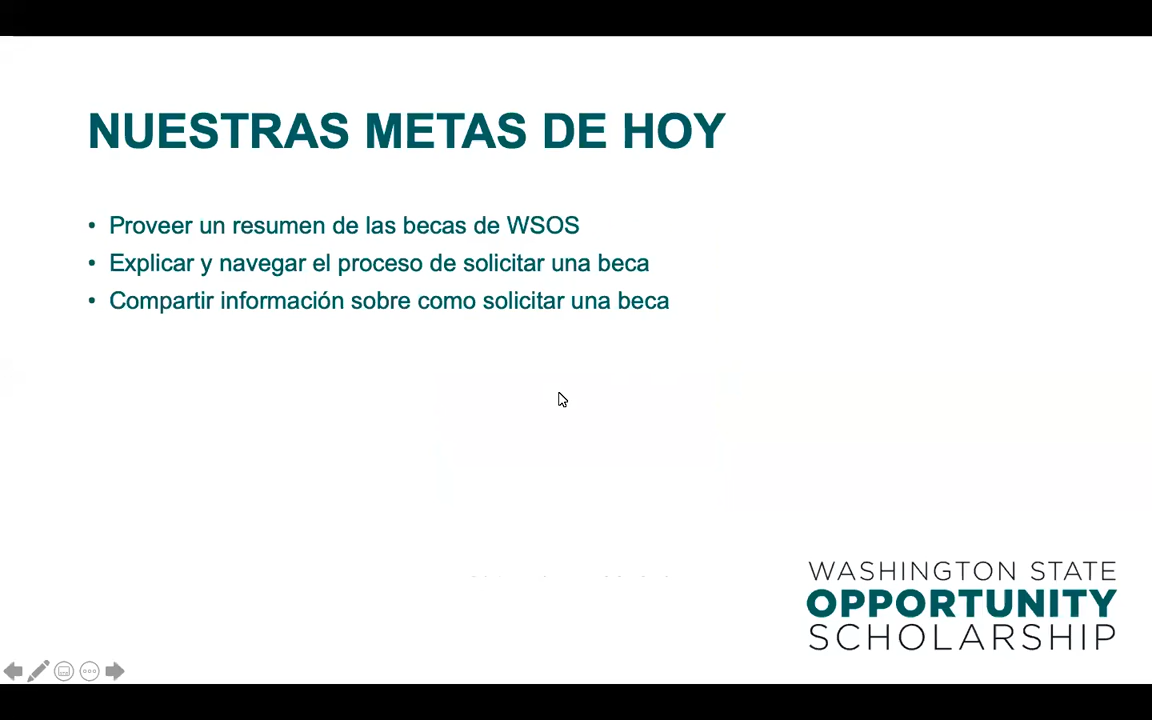 NUESTRAS METAS DE HOY
• Proveer un resumen de las becas de WSOS
• Explicar y navegar el proceso de solicitar una beca
• Compartir información sobre como solicitar una beca
WASHINGTON STATE
OPPORTUNITY
SCHOLARSHIP